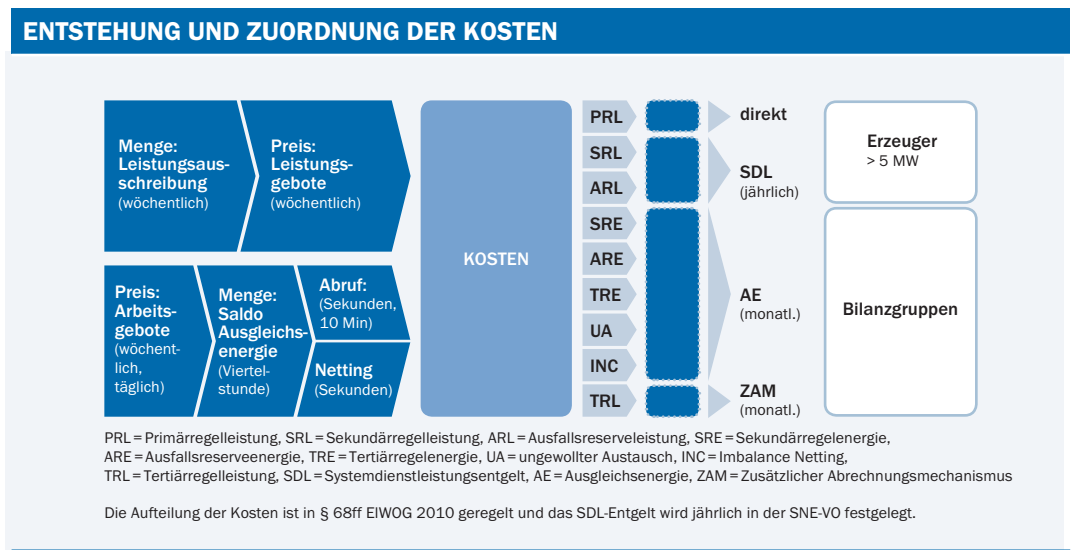 ENTSTEHUNG UND ZUORDNUNG DER KOSTEN
Menge:
Leistungsaus-
schreibung
(wöchentlich)
Preis:
Leistungs-
gebote
(wöchentlich)
Preis:
Arbeits-
gebote
(wöchent-
lich,
täglich)
Menge:
Saldo
Ausgleichs-
energie
(Viertel-
stunde)
Abruf:
(Sekunden,
10 Min)
Netting
(Sekunden)
KOSTEN
PRL
SRL
ARL
SRE
ARE
TRE
UA
INC
TRL
direkt
SDL
(jährlich)
AE
(monatl.)
ZAM
(monatl.)
Erzeuger
> 5 MW
Bilanzgruppen
PRL = Primärregelleistung, SRL = Sekundärregelleistung, ARL = Ausfallsreserveleistung, SRE = Sekundärregelenergie,
ARE = Ausfallsreserveenergie, TRE = Tertiärregelenergie, UA = ungewollter Austausch, INC = Imbalance Netting,
TRL = Tertiärregelleistung, SDL = Systemdienstleistungsentgelt, AE = Ausgleichsenergie, ZAM = Zusätzlicher Abrechnungsmechanismus
Die Aufteilung der Kosten ist in § 68ff ElWOG 2010 geregelt und das SDL-Entgelt wird jährlich in der SNE-VO festgelegt.